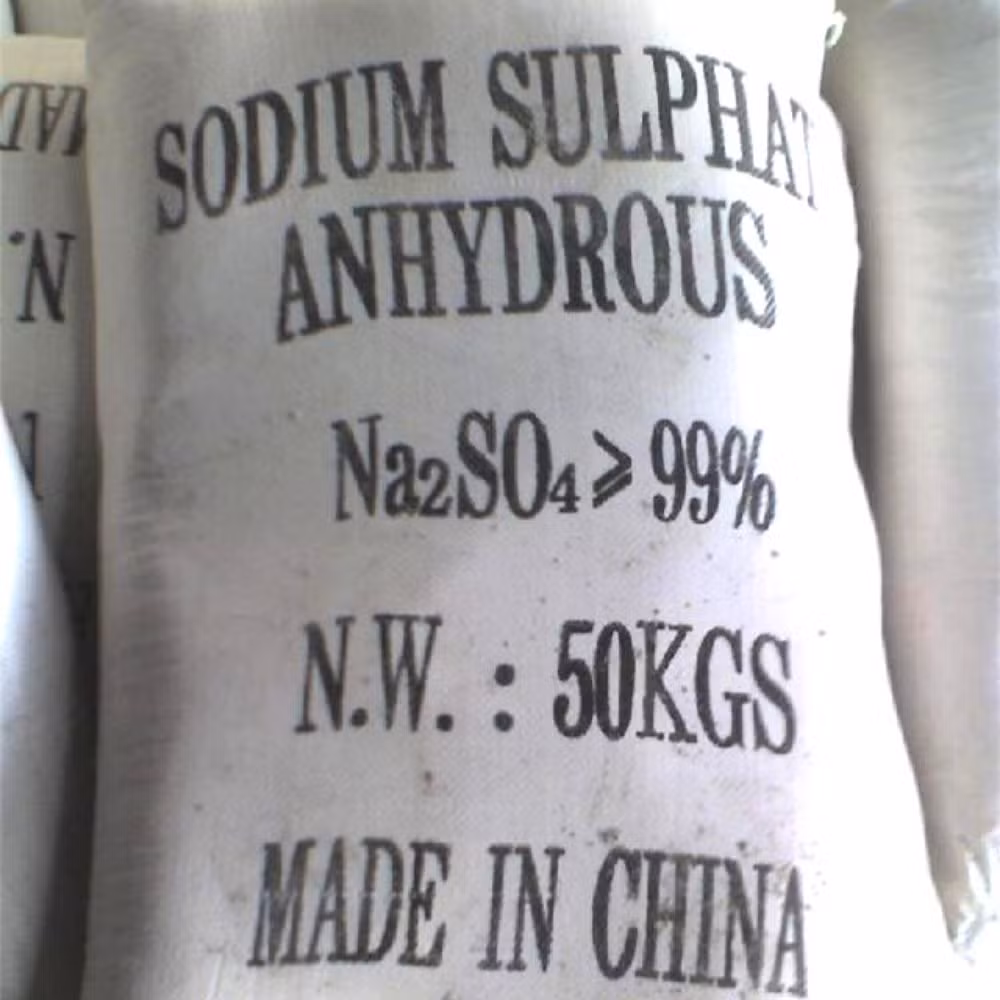 SODIUM SULPHAT
ANHYDROUS
Na₂SO₄⩾99%
N.W. : 50KGS
MADE IN CHINA